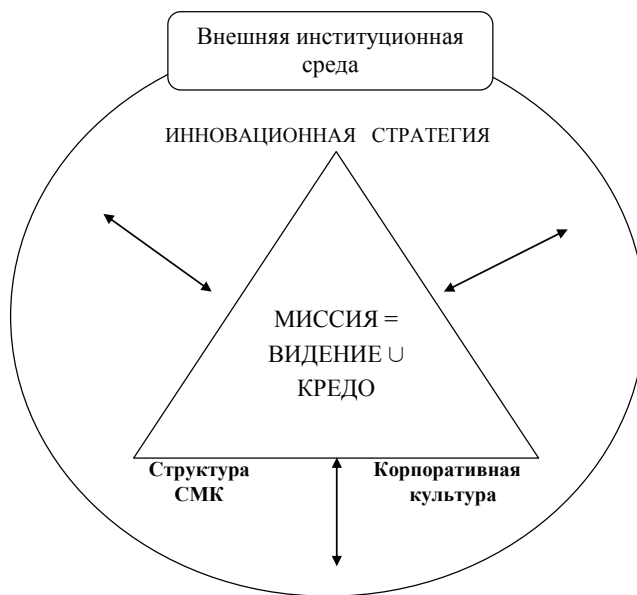 Внешняя институционная
среда
ИННОВАЦИОННАЯ СТРАТЕГИЯ
МИССИЯ =
ВИДЕНИЕ ∪
КРЕДО
Структура
СМК
Корпоративная
культура